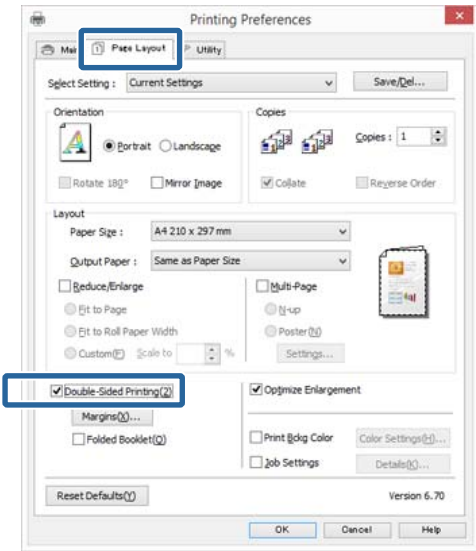 Printing Preferences
Main Page Layout Utility
Select Setting : Current Settings Save/Del...
Orientation
Portrait Landscape
Rotate 180° Mirror Image
Copies
Copies : 1
Collate Reverse Order
Layout
Paper Size : A4 210 x 297 mm
Output Paper : Same as Paper Size
Reduce/Enlarge
Fit to Page
Fit to Roll Paper Width
Custom(F) Scale to %
Multi-Page
N-up
Poster(N)
Settings...
Double-Sided Printing(2)
Margins(X)...
Folded Booklet(Q)
Optimize Enlargement
Print Bckg Color Color Settings(H)...
Job Settings Details(K)...
Reset Defaults(Y) Version 6.70
OK Cancel Help